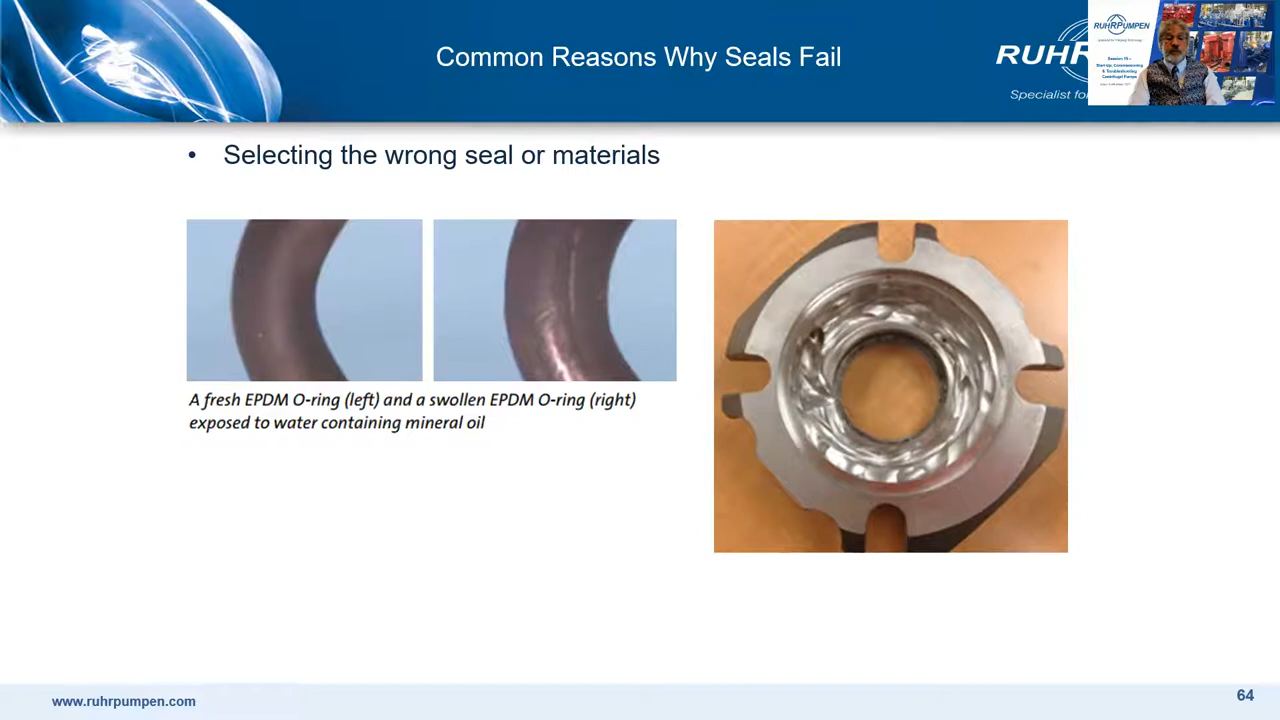 Common Reasons Why Seals Fail
RUHR
Specialist fo
RUHRPUMPEN
• Selecting the wrong seal or materials
A fresh EPDM O-ring (left) and a swollen EPDM O-ring (right)
exposed to water containing mineral oil
www.ruhrpumpen.com
64